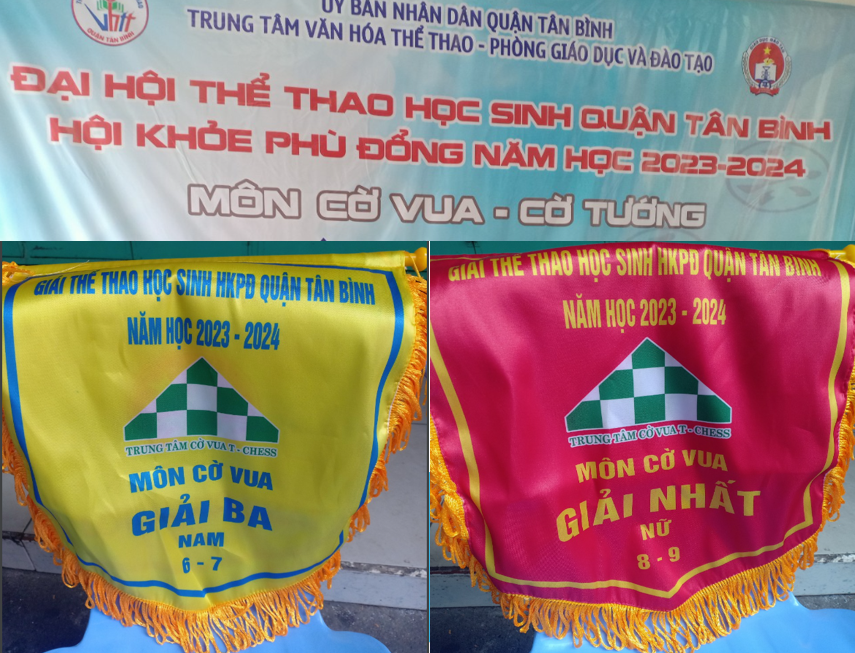 ỦY BAN NHÂN DÂN QUẬN TÂN BÌNH
TRUNG TÂM VĂN HÓA THỂ THAO - PHÒNG GIÁO DỤC VÀ ĐÀO TẠO
QUẬN TÂN BÌNH
ĐẠI HỘI THỂ THAO HỌC SINH QUẬN TÂN BÌNH
HỘI KHỎE PHÙ ĐỔNG NĂM HỌC 2023-2024
MÔN CỜ VUA - CỜ TƯỚNG
GIẢI THỂ THAO HỌC SINH HKPĐ QUẬN TÂN BÌNH
NĂM HỌC 2023 - 2024
TRUNG TÂM CỜ VUA T - CHESS
MÔN CỜ VUA
GIẢI BA
NAM
6 - 7
GIẢI THỂ THAO HỌC SINH HKPĐ QUẬN TÂN BÌNH
NĂM HỌC 2023 - 2024
TRUNG TÂM CỜ VUA T - CHESS
MÔN CỜ VUA
GIẢI NHẤT
NỮ
8 - 9